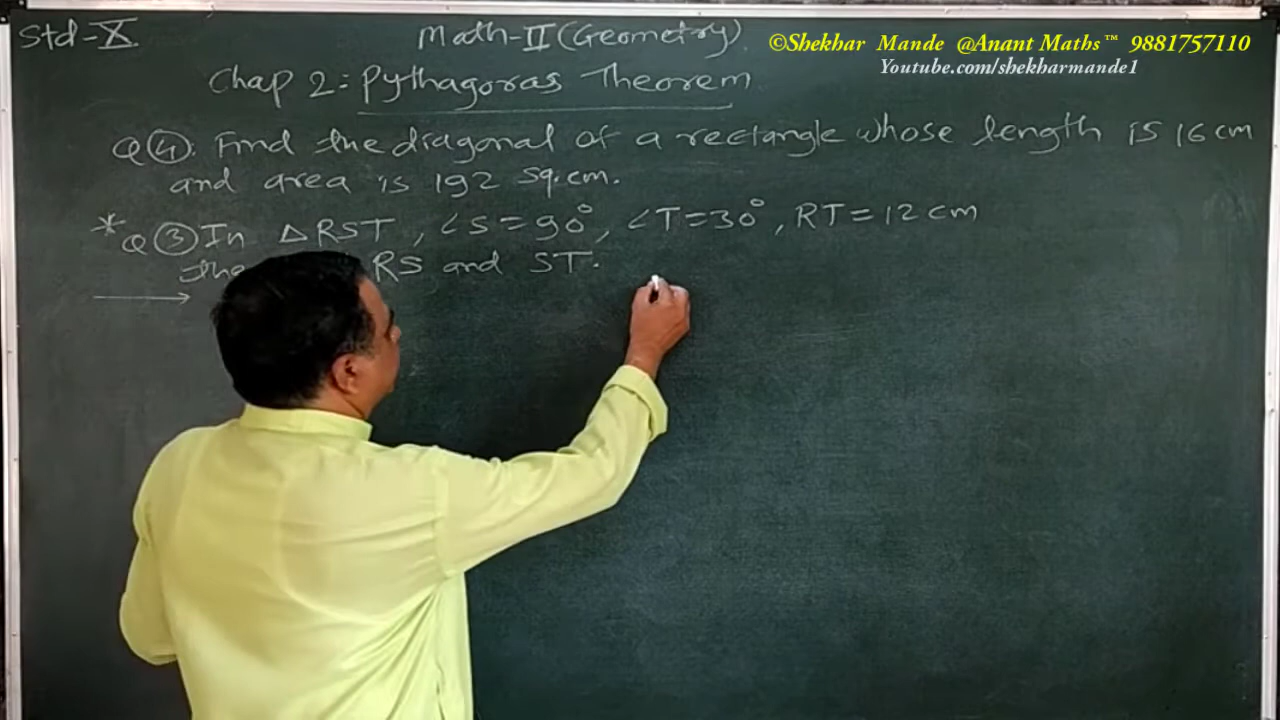 Std-X
Math-II (Geometry)
©Shekhar Mande @Anant Maths™ 9881757110
Youtube.com/shekharmande1
Chap 2: Pythagoras Theorem
Q④. Find the diagonal of a rectangle whose length is 16 cm
and area is 192 sq.cm.
* Q③ In △RST, ∠S=90°, ∠T=30°, RT=12 cm
the RS and ST.